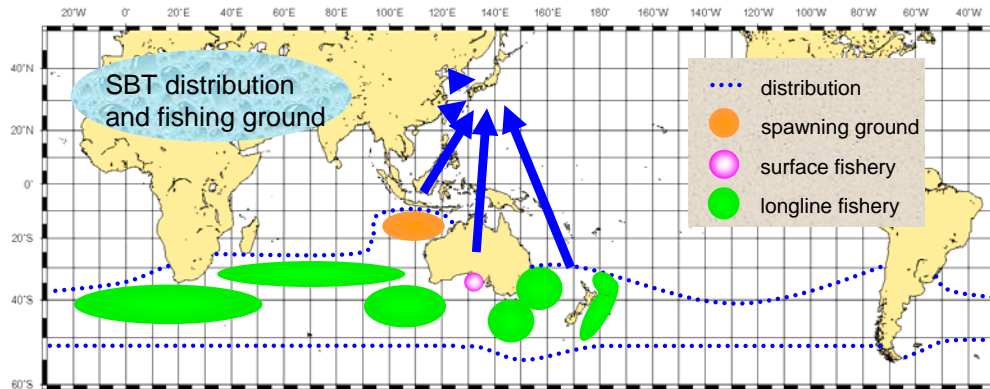 20°W 0° 20°E 40°E 60°E 80°E 100°E 120°E 140°E 160°E 180° 160°W 140°W 120°W 100°W 80°W 60°W 40°W
40°N
20°N
0°
20°S
40°S
60°S
SBT distribution
and fishing ground
distribution
spawning ground
surface fishery
longline fishery